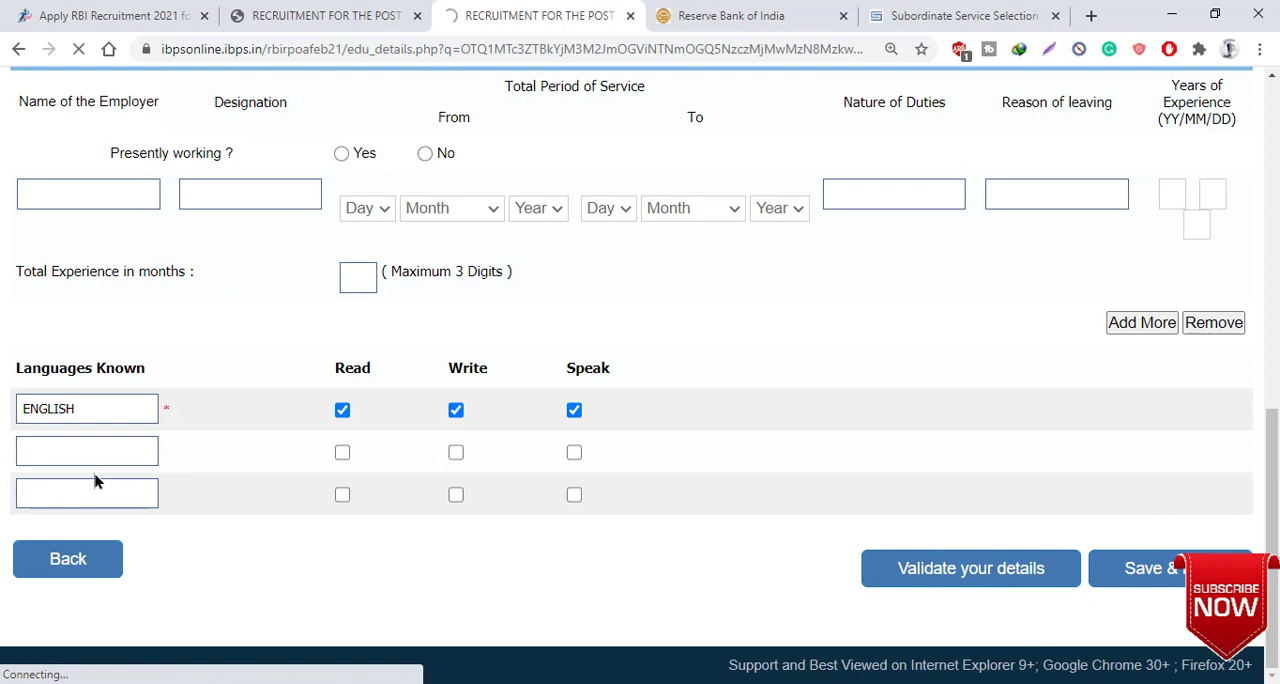 Apply RBI Recruitment 2021 fo
RECRUITMENT FOR THE POST
RECRUITMENT FOR THE POST
Reserve Bank of India
Subordinate Service Selection
ibpsonline.ibps.in/rbirpoafeb21/edu_details.php?q=OTQ1MTc3ZTBkYjM3M2JmOGViNTNmOGQ5NzczMjMwMzN8Mzkw...
Total Period of Service
Name of the Employer Designation From To Nature of Duties Reason of leaving Years of Experience (YY/MM/DD)
Presently working ? Yes No
Day Month Year Day Month Year
Total Experience in months : ( Maximum 3 Digits )
Add More Remove
Languages Known Read Write Speak
ENGLISH *
Back
Validate your details Save &
SUBSCRIBE
NOW
Support and Best Viewed on Internet Explorer 9+; Google Chrome 30+ ; Firefox 20+
Connecting...